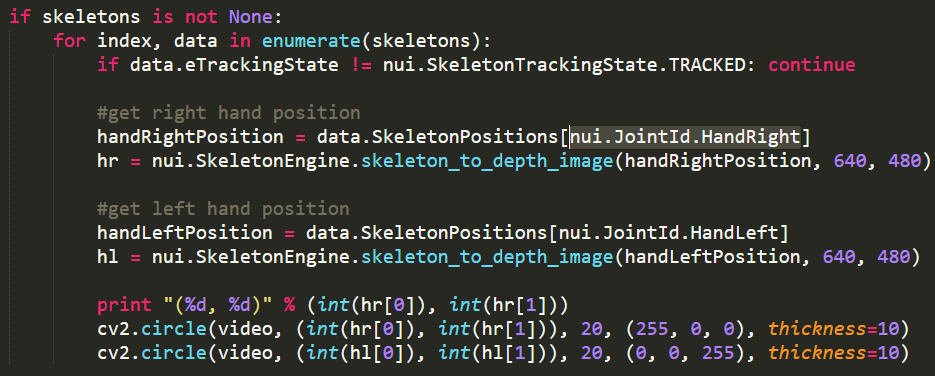 if skeletons is not None:
    for index, data in enumerate(skeletons):
        if data.eTrackingState != nui.SkeletonTrackingState.TRACKED: continue

        #get right hand position
        handRightPosition = data.SkeletonPositions[nui.JointId.HandRight]
        hr = nui.SkeletonEngine.skeleton_to_depth_image(handRightPosition, 640, 480)

        #get left hand position
        handLeftPosition = data.SkeletonPositions[nui.JointId.HandLeft]
        hl = nui.SkeletonEngine.skeleton_to_depth_image(handLeftPosition, 640, 480)

        print "(%d, %d)" % (int(hr[0]), int(hr[1]))
        cv2.circle(video, (int(hr[0]), int(hr[1])), 20, (255, 0, 0), thickness=10)
        cv2.circle(video, (int(hl[0]), int(hl[1])), 20, (0, 0, 255), thickness=10)